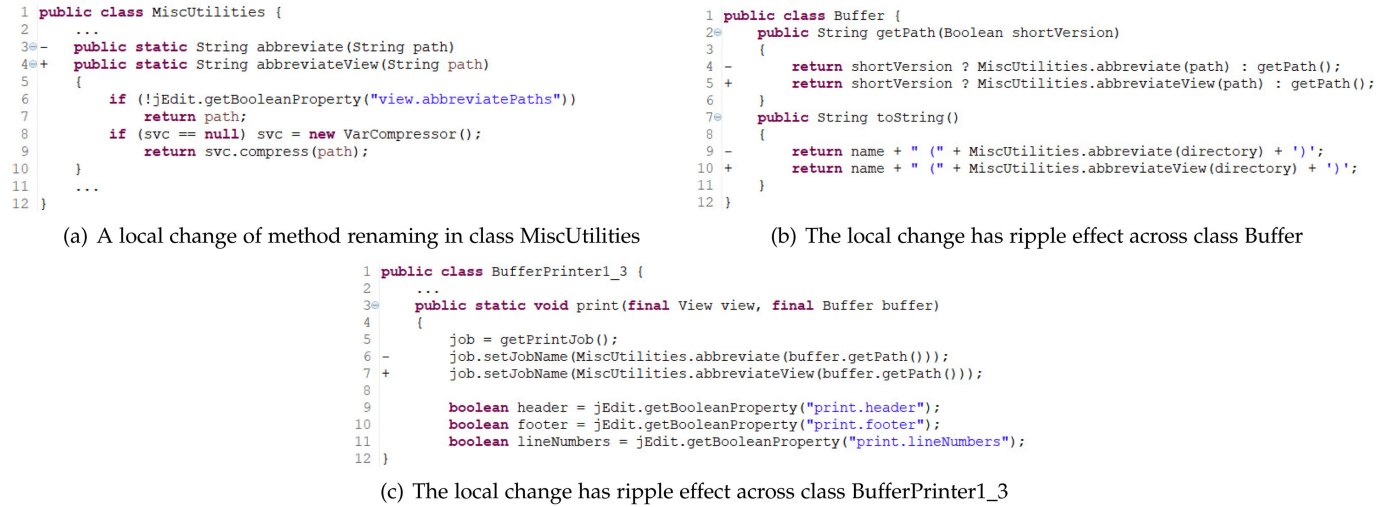 1 public class MiscUtilities {
2 ...
3 - public static String abbreviate(String path)
4 + public static String abbreviateView(String path)
5 {
6 if (!jEdit.getBooleanProperty("view.abbreviatePaths"))
7 return path;
8 if (svc == null) svc = new VarCompressor();
9 return svc.compress(path);
10 }
11 ...
12 }
(a) A local change of method renaming in class MiscUtilities
1 public class Buffer {
2 public String getPath(Boolean shortVersion)
3 {
4 - return shortVersion ? MiscUtilities.abbreviate(path) : getPath();
5 + return shortVersion ? MiscUtilities.abbreviateView(path) : getPath();
6 }
7 public String toString()
8 {
9 - return name + " (" + MiscUtilities.abbreviate(directory) + ')';
10 + return name + " (" + MiscUtilities.abbreviateView(directory) + ')';
11 }
12 }
(b) The local change has ripple effect across class Buffer
1 public class BufferPrinter1_3 {
2 ...
3 public static void print(final View view, final Buffer buffer)
4 {
5 job = getPrintJob();
6 - job.setJobName(MiscUtilities.abbreviate(buffer.getPath()));
7 + job.setJobName(MiscUtilities.abbreviateView(buffer.getPath()));
8
9 boolean header = jEdit.getBooleanProperty("print.header");
10 boolean footer = jEdit.getBooleanProperty("print.footer");
11 boolean lineNumbers = jEdit.getBooleanProperty("print.lineNumbers");
12 }
(c) The local change has ripple effect across class BufferPrinter1_3